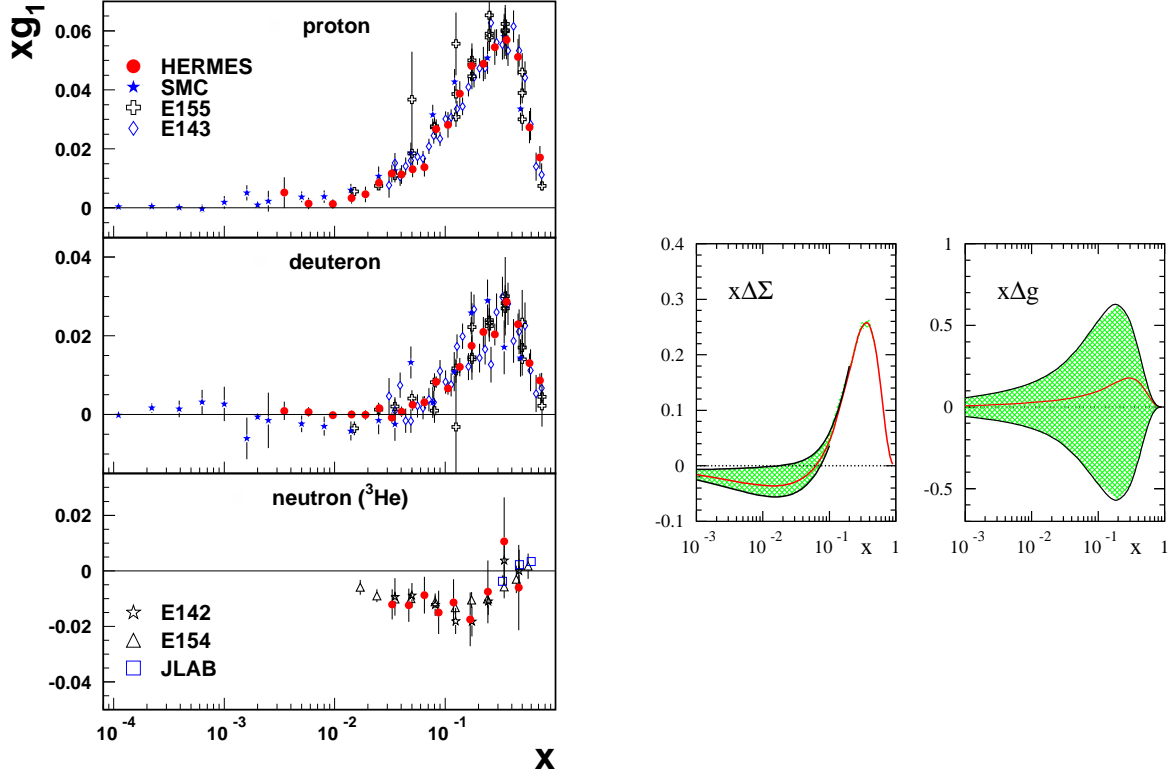 xg₁
proton
0.06
HERMES
SMC
E155
E143
0.04
0.02
0
deuteron
0.04
0.02
0
neutron (³He)
0.02
0
E142
E154
JLAB
-0.02
-0.04
10⁻⁴ 10⁻³ 10⁻² 10⁻¹
x
0.4
xΔΣ
0.3
0.2
0.1
0
-0.1
10⁻³ 10⁻² 10⁻¹ x 1
1
xΔg
0.5
0
-0.5
10⁻³ 10⁻² 10⁻¹ x 1